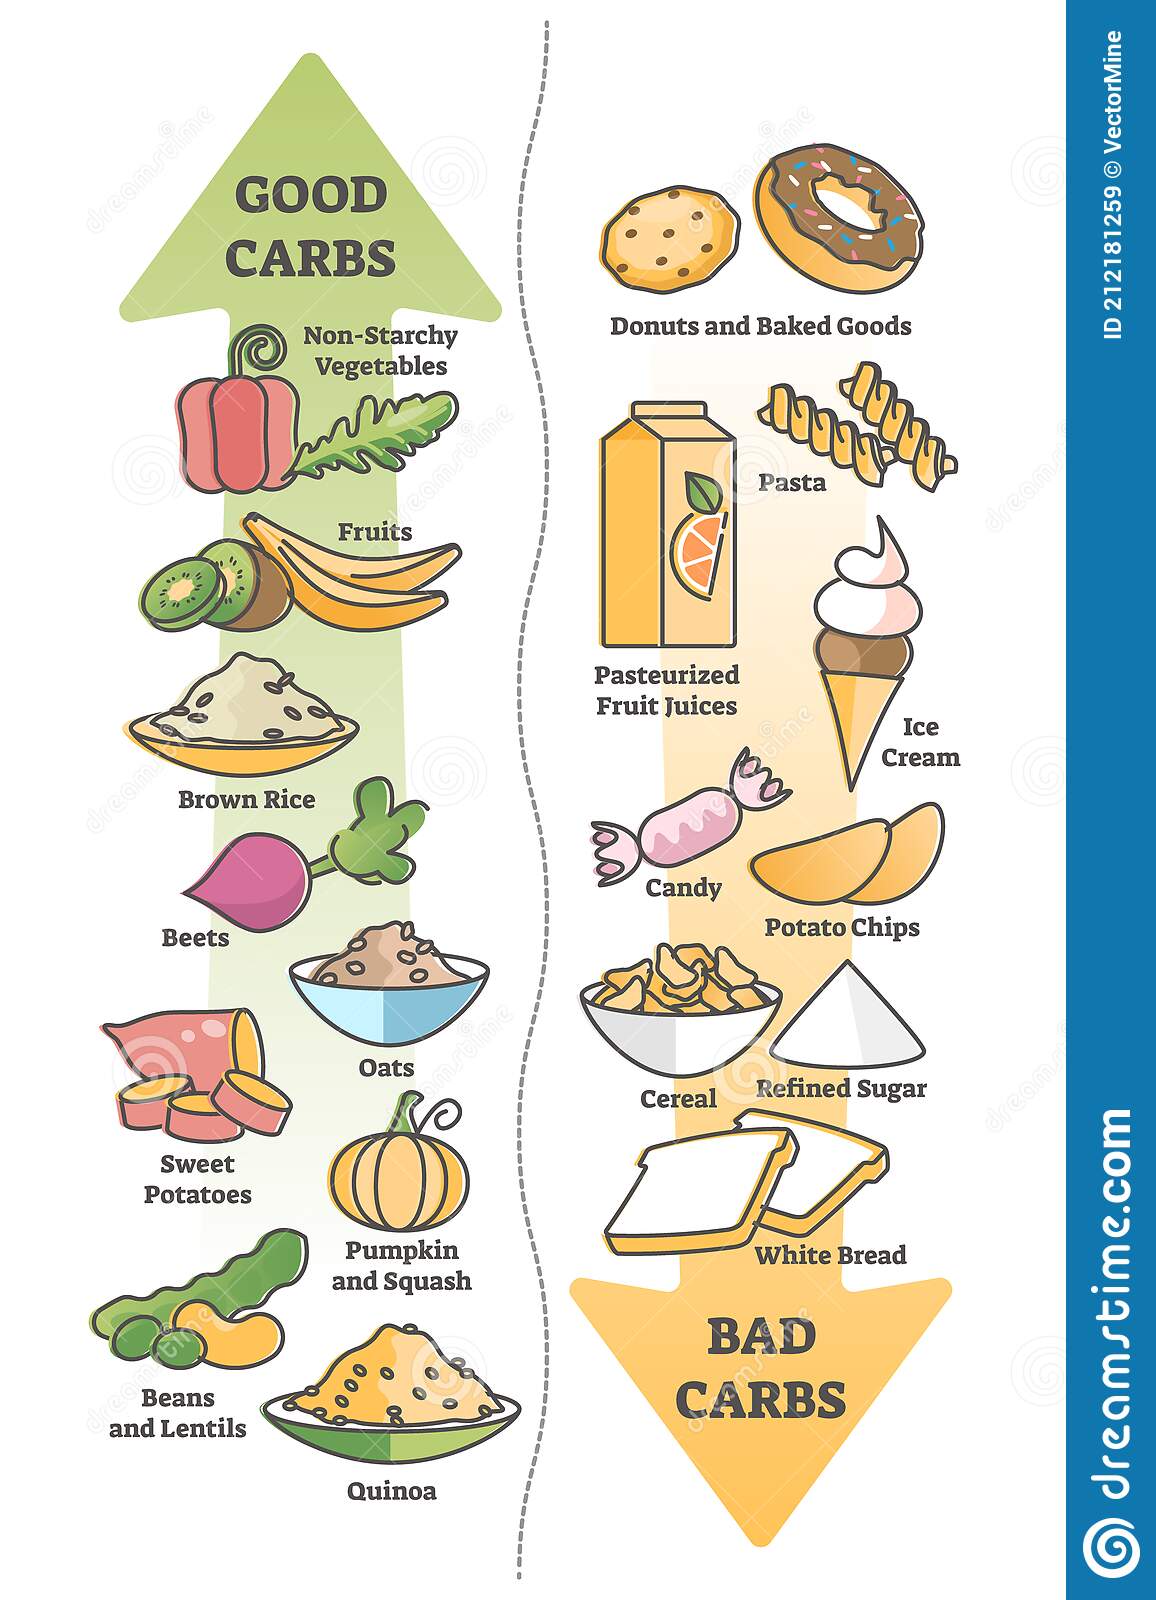 GOOD
CARBS
Non-Starchy
Vegetables
Fruits
Brown Rice
Beets
Oats
Sweet
Potatoes
Pumpkin
and Squash
Beans
and Lentils
Quinoa
Donuts and Baked Goods
Pasta
Pasteurized
Fruit Juices
Ice
Cream
Candy
Potato Chips
Cereal
Refined Sugar
White Bread
BAD
CARBS
ID 212181259 © VectorMine
dreamstime.com
dreamstime